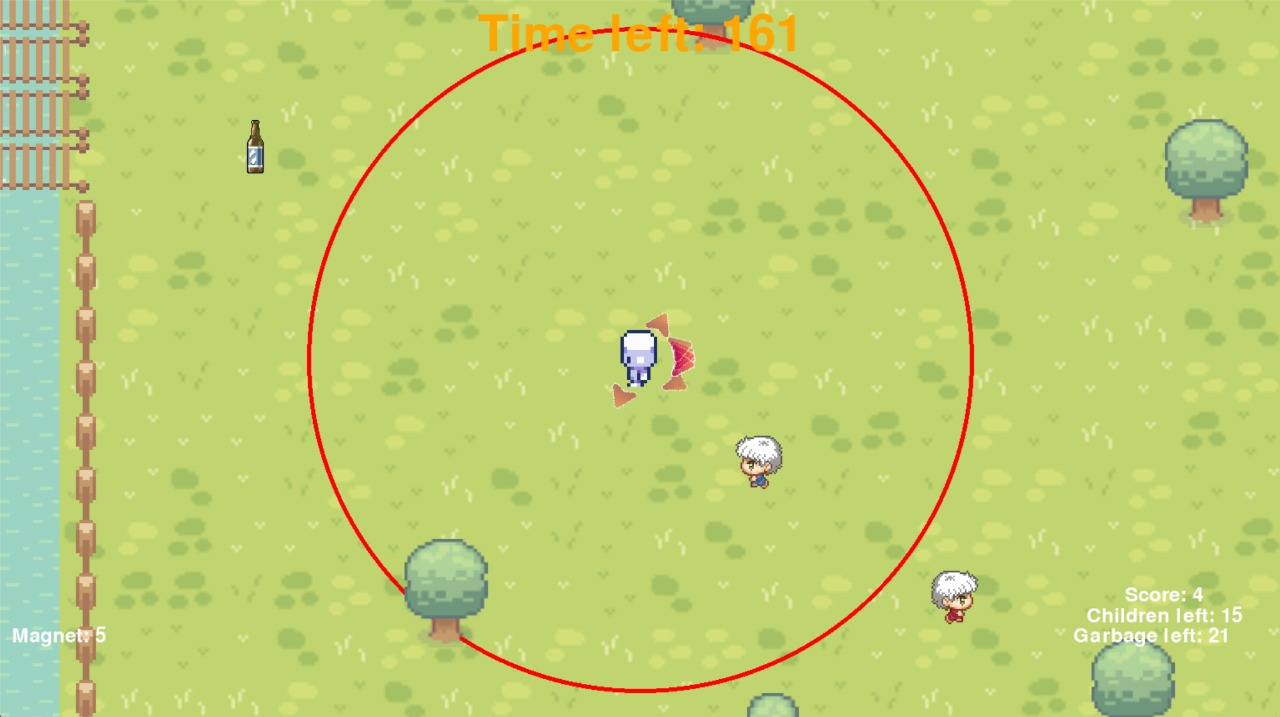 Time left: 161
Score: 4
Children left: 15
Magnet: 5
Garbage left: 21